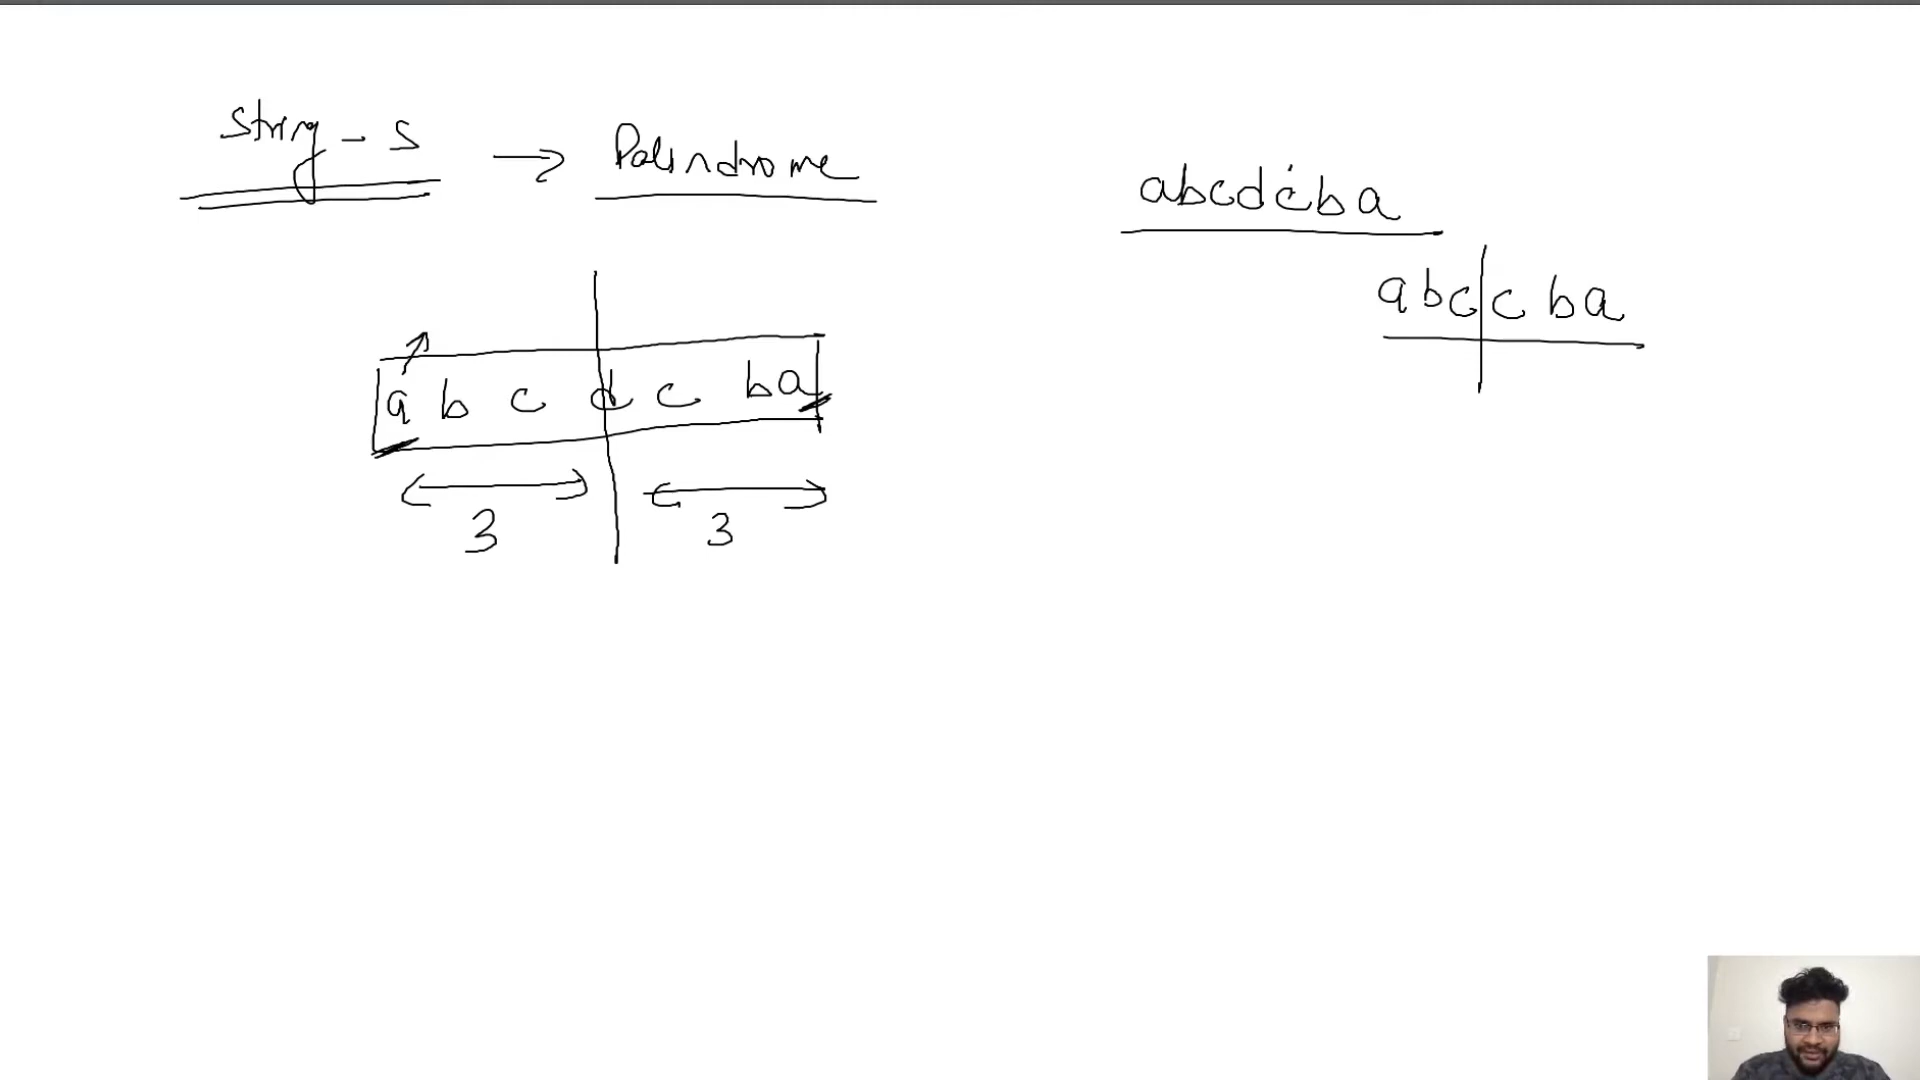 String - S → Palindrome
abcdcba
abc|cba
a b c d c b a
3 3